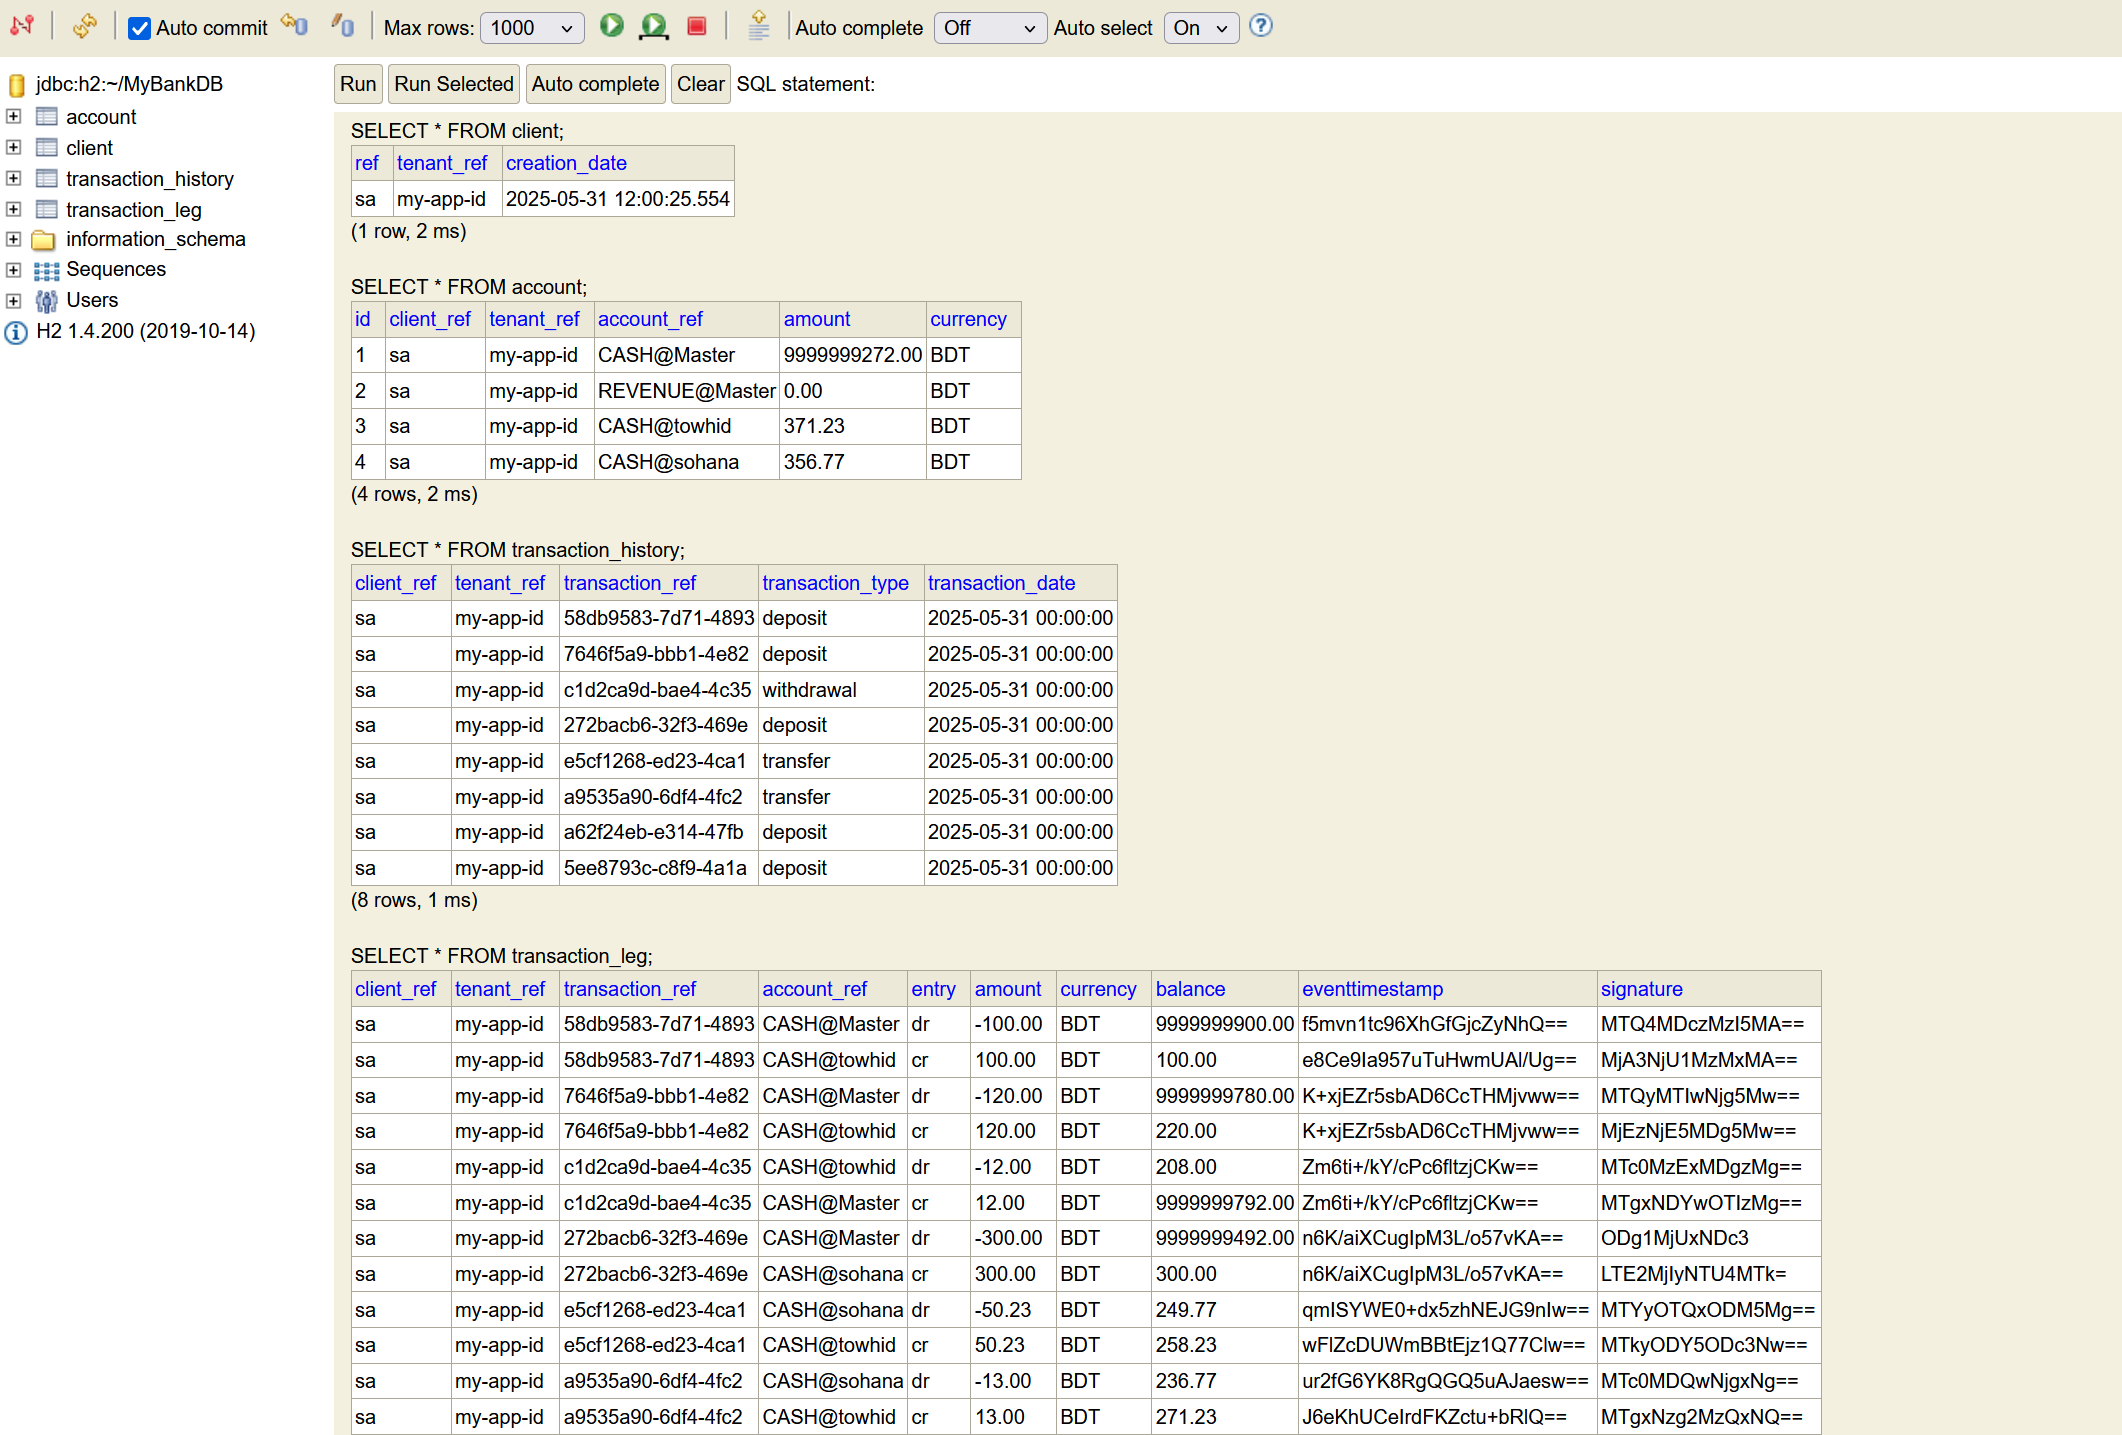 Auto commit Max rows: 1000 Auto complete Off Auto select On
jdbc:h2:~/MyBankDB
account
client
transaction_history
transaction_leg
information_schema
Sequences
Users
H2 1.4.200 (2019-10-14)
Run Run Selected Auto complete Clear SQL statement:
SELECT * FROM client;
ref tenant_ref creation_date
sa my-app-id 2025-05-31 12:00:25.554
(1 row, 2 ms)
SELECT * FROM account;
id client_ref tenant_ref account_ref amount currency
1 sa my-app-id CASH@Master 9999999272.00 BDT
2 sa my-app-id REVENUE@Master 0.00 BDT
3 sa my-app-id CASH@towhid 371.23 BDT
4 sa my-app-id CASH@sohana 356.77 BDT
(4 rows, 2 ms)
SELECT * FROM transaction_history;
client_ref tenant_ref transaction_ref transaction_type transaction_date
sa my-app-id 58db9583-7d71-4893 deposit 2025-05-31 00:00:00
sa my-app-id 7646f5a9-bbb1-4e82 deposit 2025-05-31 00:00:00
sa my-app-id c1d2ca9d-bae4-4c35 withdrawal 2025-05-31 00:00:00
sa my-app-id 272bacb6-32f3-469e deposit 2025-05-31 00:00:00
sa my-app-id e5cf1268-ed23-4ca1 transfer 2025-05-31 00:00:00
sa my-app-id a9535a90-6df4-4fc2 transfer 2025-05-31 00:00:00
sa my-app-id a62f24eb-e314-47fb deposit 2025-05-31 00:00:00
sa my-app-id 5ee8793c-c8f9-4a1a deposit 2025-05-31 00:00:00
(8 rows, 1 ms)
SELECT * FROM transaction_leg;
client_ref tenant_ref transaction_ref account_ref entry amount currency balance eventtimestamp signature
sa my-app-id 58db9583-7d71-4893 CASH@Master dr -100.00 BDT 9999999900.00 f5mvn1tc96XhGfGjcZyNhQ== MTQ4MDczMzI5MA==
sa my-app-id 58db9583-7d71-4893 CASH@towhid cr 100.00 BDT 100.00 e8Ce9Ia957uTuHwmUAl/Ug== MjA3NjU1MzMxMA==
sa my-app-id 7646f5a9-bbb1-4e82 CASH@Master dr -120.00 BDT 9999999780.00 K+xjEZr5sbAD6CcTHMjvww== MTQyMTIwNjg5Mw==
sa my-app-id 7646f5a9-bbb1-4e82 CASH@towhid cr 120.00 BDT 220.00 K+xjEZr5sbAD6CcTHMjvww== MjEzNjE5MDg5Mw==
sa my-app-id c1d2ca9d-bae4-4c35 CASH@towhid dr -12.00 BDT 208.00 Zm6ti+/kY/cPc6fltzjCKw== MTc0MzExMDgzMg==
sa my-app-id c1d2ca9d-bae4-4c35 CASH@Master cr 12.00 BDT 9999999792.00 Zm6ti+/kY/cPc6fltzjCKw== MTgxNDYwOTIzMg==
sa my-app-id 272bacb6-32f3-469e CASH@Master dr -300.00 BDT 9999999492.00 n6K/aiXCugIpM3L/o57vKA== ODg1MjUxNDc3
sa my-app-id 272bacb6-32f3-469e CASH@sohana cr 300.00 BDT 300.00 n6K/aiXCugIpM3L/o57vKA== LTE2MjIyNTU4MTk=
sa my-app-id e5cf1268-ed23-4ca1 CASH@sohana dr -50.23 BDT 249.77 qmISYWE0+dx5zhNEJG9nIw== MTYyOTQxODM5Mg==
sa my-app-id e5cf1268-ed23-4ca1 CASH@towhid cr 50.23 BDT 258.23 wFlZcDUWmBBtEjz1Q77Clw== MTkyODY5ODc3Nw==
sa my-app-id a9535a90-6df4-4fc2 CASH@sohana dr -13.00 BDT 236.77 ur2fG6YK8RgQGQ5uAJaesw== MTc0MDQwNjgxNg==
sa my-app-id a9535a90-6df4-4fc2 CASH@towhid cr 13.00 BDT 271.23 J6eKhUCeIrdFKZctu+bRlQ== MTgxNzg2MzQxNQ==